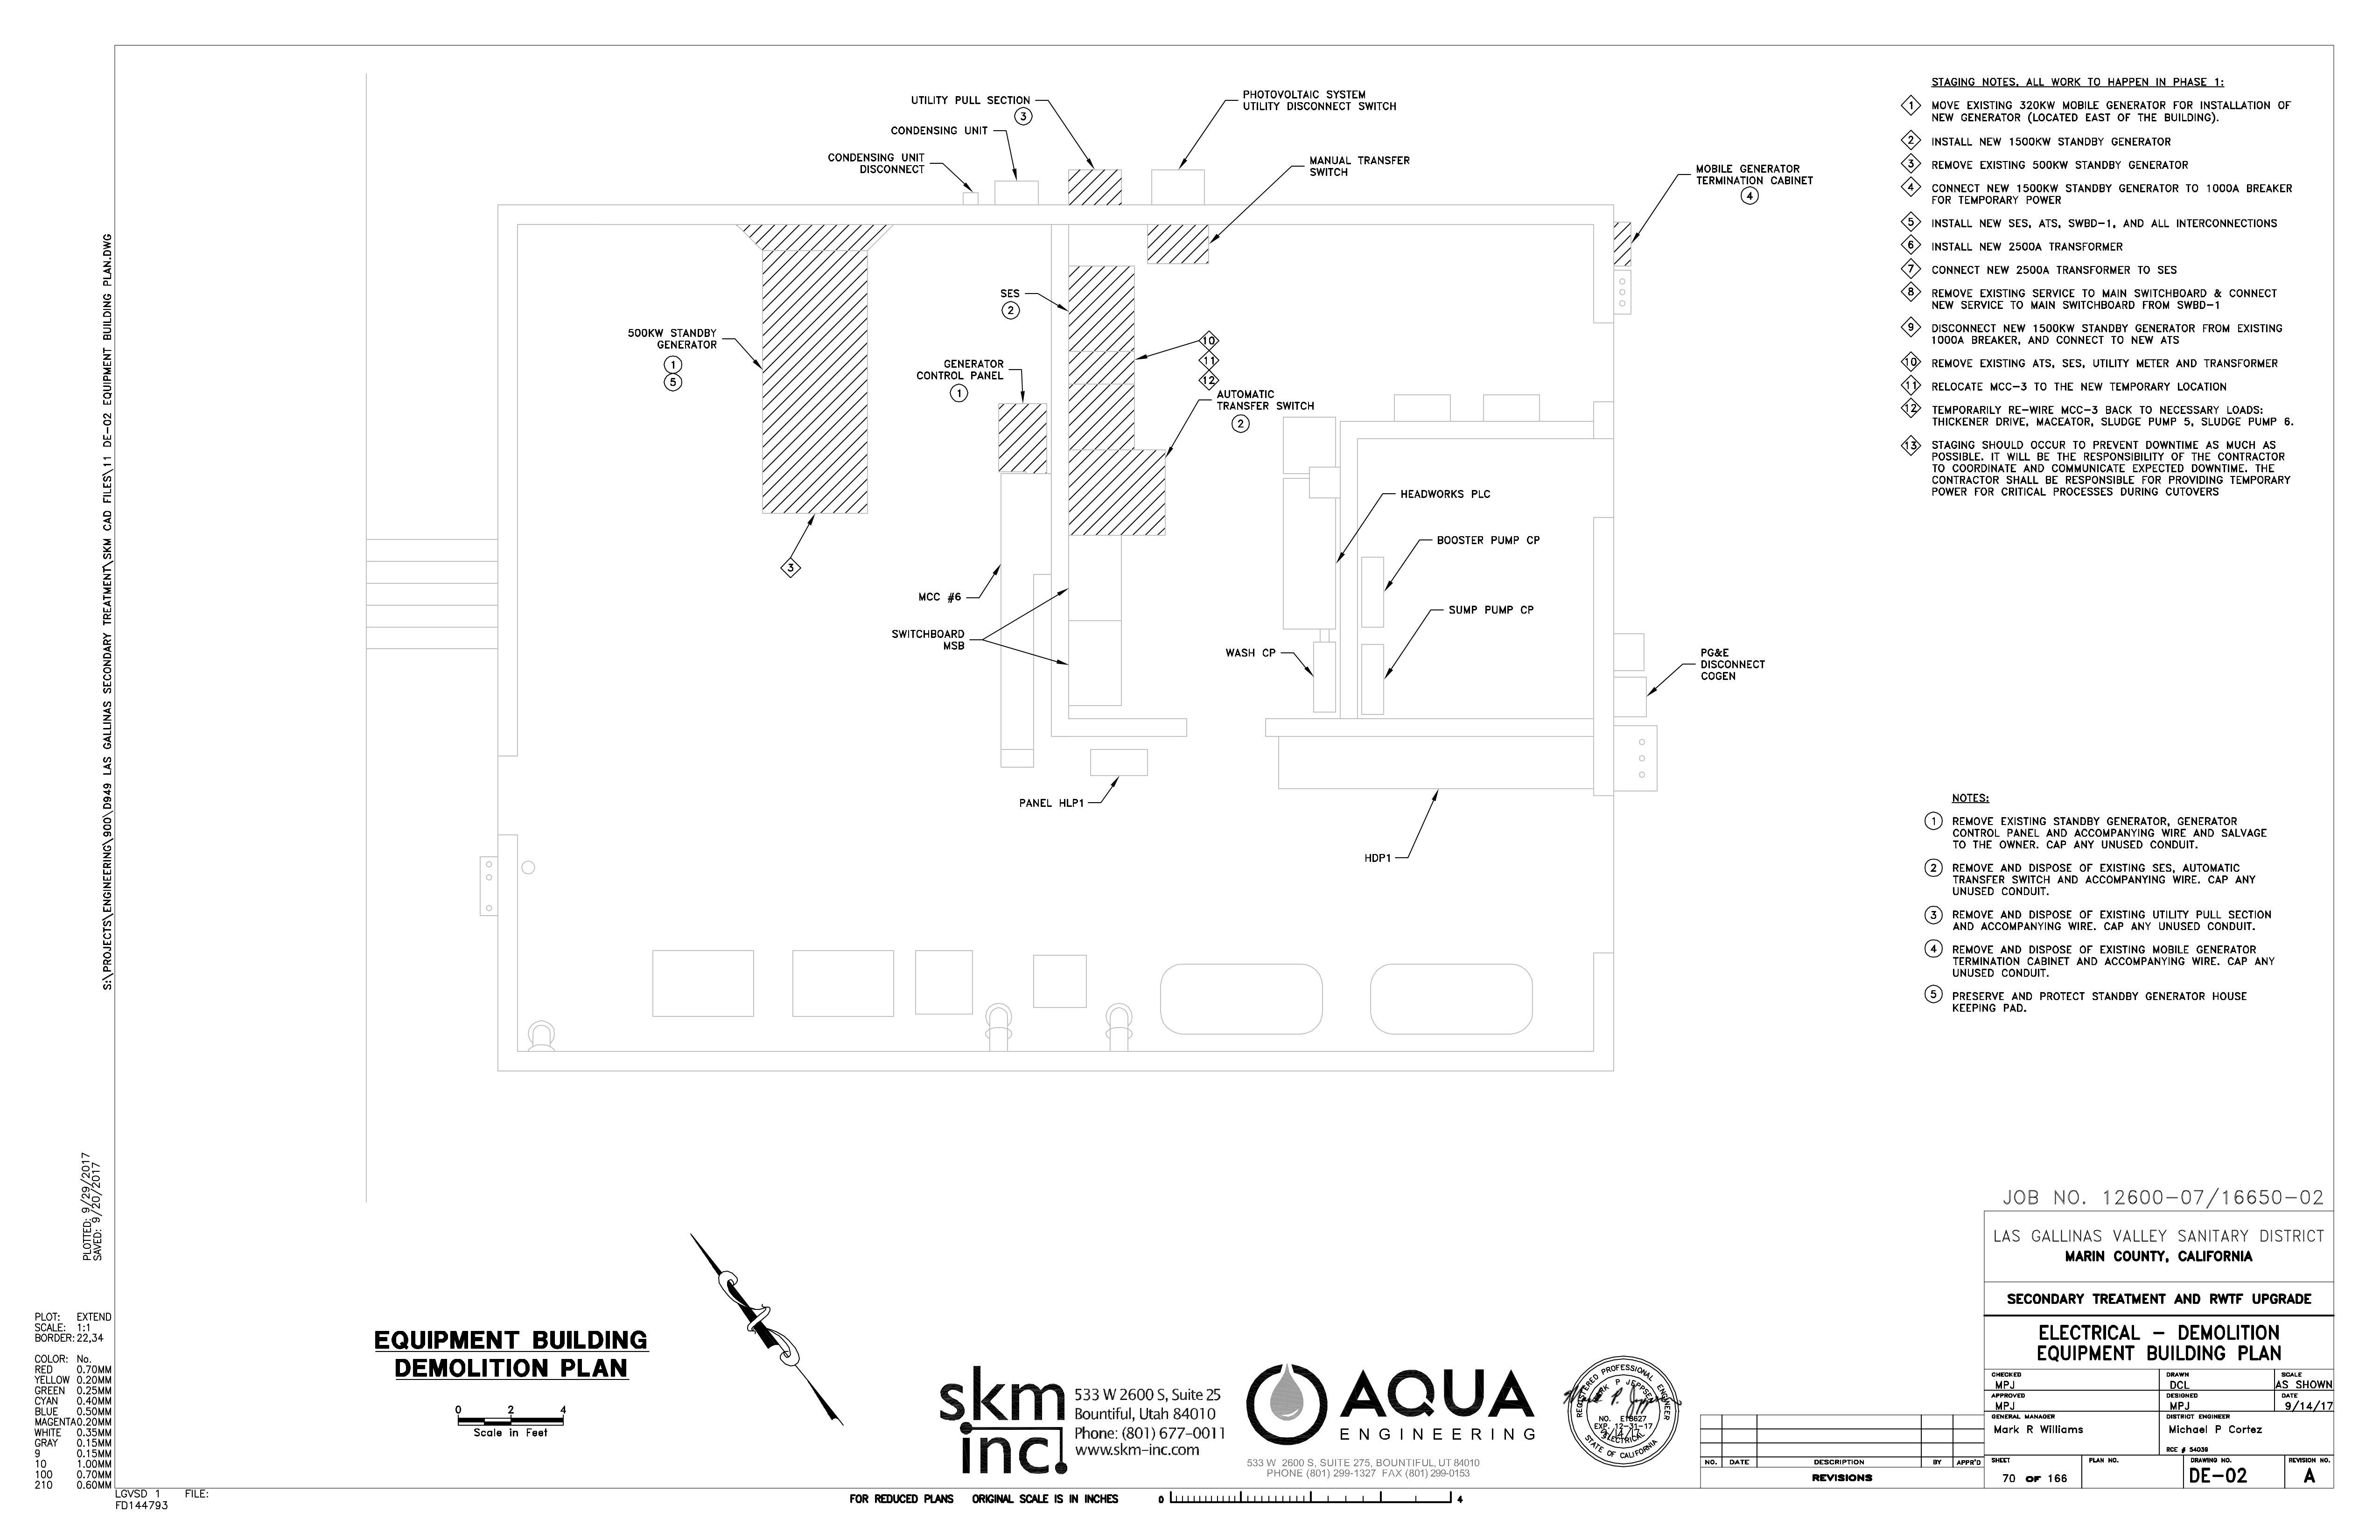 UTILITY PULL SECTION
3
CONDENSING UNIT
CONDENSING UNIT
DISCONNECT
PHOTOVOLTAIC SYSTEM
UTILITY DISCONNECT SWITCH
MANUAL TRANSFER
SWITCH
MOBILE GENERATOR
TERMINATION CABINET
4
SES
2
500KW STANDBY
GENERATOR
1
5
GENERATOR
CONTROL PANEL
1
10
11
12
AUTOMATIC
TRANSFER SWITCH
2
3
HEADWORKS PLC
BOOSTER PUMP CP
MCC #6
SUMP PUMP CP
SWITCHBOARD
MSB
WASH CP
PG&E
DISCONNECT
COGEN
PANEL HLP1
HDP1
STAGING NOTES, ALL WORK TO HAPPEN IN PHASE 1:
1 MOVE EXISTING 320KW MOBILE GENERATOR FOR INSTALLATION OF
NEW GENERATOR (LOCATED EAST OF THE BUILDING).
2 INSTALL NEW 1500KW STANDBY GENERATOR
3 REMOVE EXISTING 500KW STANDBY GENERATOR
4 CONNECT NEW 1500KW STANDBY GENERATOR TO 1000A BREAKER
FOR TEMPORARY POWER
5 INSTALL NEW SES, ATS, SWBD-1, AND ALL INTERCONNECTIONS
6 INSTALL NEW 2500A TRANSFORMER
7 CONNECT NEW 2500A TRANSFORMER TO SES
8 REMOVE EXISTING SERVICE TO MAIN SWITCHBOARD & CONNECT
NEW SERVICE TO MAIN SWITCHBOARD FROM SWBD-1
9 DISCONNECT NEW 1500KW STANDBY GENERATOR FROM EXISTING
1000A BREAKER, AND CONNECT TO NEW ATS
10 REMOVE EXISTING ATS, SES, UTILITY METER AND TRANSFORMER
11 RELOCATE MCC-3 TO THE NEW TEMPORARY LOCATION
12 TEMPORARILY RE-WIRE MCC-3 BACK TO NECESSARY LOADS:
THICKENER DRIVE, MACEATOR, SLUDGE PUMP 5, SLUDGE PUMP 6.
13 STAGING SHOULD OCCUR TO PREVENT DOWNTIME AS MUCH AS
POSSIBLE. IT WILL BE THE RESPONSIBILITY OF THE CONTRACTOR
TO COORDINATE AND COMMUNICATE EXPECTED DOWNTIME. THE
CONTRACTOR SHALL BE RESPONSIBLE FOR PROVIDING TEMPORARY
POWER FOR CRITICAL PROCESSES DURING CUTOVERS
NOTES:
1 REMOVE EXISTING STANDBY GENERATOR, GENERATOR
CONTROL PANEL AND ACCOMPANYING WIRE AND SALVAGE
TO THE OWNER. CAP ANY UNUSED CONDUIT.
2 REMOVE AND DISPOSE OF EXISTING SES, AUTOMATIC
TRANSFER SWITCH AND ACCOMPANYING WIRE. CAP ANY
UNUSED CONDUIT.
3 REMOVE AND DISPOSE OF EXISTING UTILITY PULL SECTION
AND ACCOMPANYING WIRE. CAP ANY UNUSED CONDUIT.
4 REMOVE AND DISPOSE OF EXISTING MOBILE GENERATOR
TERMINATION CABINET AND ACCOMPANYING WIRE. CAP ANY
UNUSED CONDUIT.
5 PRESERVE AND PROTECT STANDBY GENERATOR HOUSE
KEEPING PAD.
S:\PROJECTS\ENGINEERING\900\D949 LAS GALLINAS SECONDARY TREATMENT\SKM CAD FILES\11 DE-02 EQUIPMENT BUILDING PLAN.DWG
PLOTTED: 9/29/2017
SAVED: 9/20/2017
PLOT: EXTEND
SCALE: 1:1
BORDER: 22,34
COLOR: No.
RED 0.70MM
YELLOW 0.20MM
GREEN 0.25MM
CYAN 0.40MM
BLUE 0.50MM
MAGENTA 0.20MM
WHITE 0.35MM
GRAY 0.15MM
9 0.15MM
10 1.00MM
100 0.70MM
210 0.60MM
LGVSD 1 FILE:
FD144793
EQUIPMENT BUILDING
DEMOLITION PLAN
0 2 4
Scale in Feet
skm
inc.
533 W 2600 S, Suite 25
Bountiful, Utah 84010
Phone: (801) 677-0011
www.skm-inc.com
AQUA
ENGINEERING
533 W 2600 S, SUITE 275, BOUNTIFUL, UT 84010
PHONE (801) 299-1327 FAX (801) 299-0153
REGISTERED PROFESSIONAL ENGINEER
MARK P JEPPSEN
NO. E18627
EXP. 12-31-17
9/14/17
ELECTRICAL
STATE OF CALIFORNIA
FOR REDUCED PLANS ORIGINAL SCALE IS IN INCHES 0 4
NO. DATE DESCRIPTION BY APPR'D
REVISIONS
JOB NO. 12600-07/16650-02
LAS GALLINAS VALLEY SANITARY DISTRICT
MARIN COUNTY, CALIFORNIA
SECONDARY TREATMENT AND RWTF UPGRADE
ELECTRICAL - DEMOLITION
EQUIPMENT BUILDING PLAN
CHECKED DRAWN SCALE
MPJ DCL AS SHOWN
APPROVED DESIGNED DATE
MPJ MPJ 9/14/17
GENERAL MANAGER DISTRICT ENGINEER
Mark R Williams Michael P Cortez
RCE # 54039
SHEET PLAN NO. DRAWING NO. REVISION NO.
70 OF 166 DE-02 A